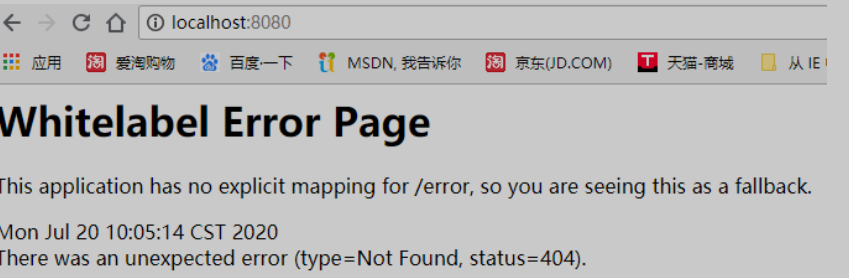 localhost:8080
应用 淘 爱淘购物 百度一下 MSDN, 我告诉你 淘 京东(JD.COM) T 天猫-商城 从 IE
Whitelabel Error Page
This application has no explicit mapping for /error, so you are seeing this as a fallback.
Mon Jul 20 10:05:14 CST 2020
There was an unexpected error (type=Not Found, status=404).